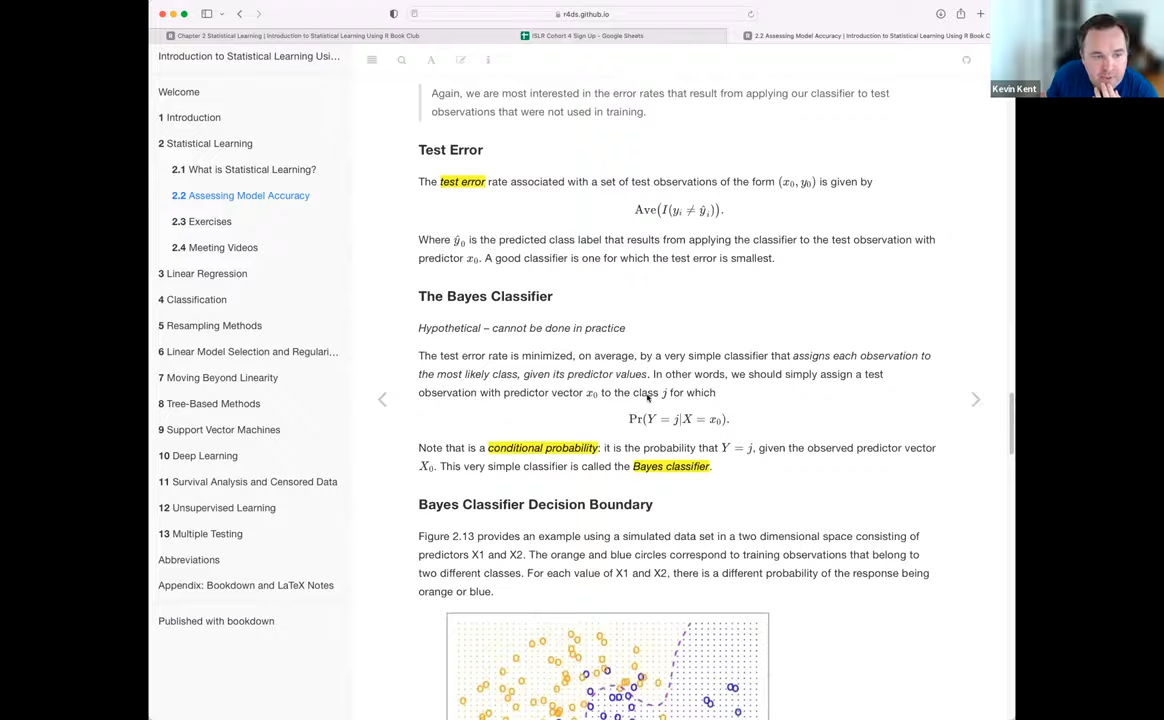 r4ds.github.io
Chapter 2 Statistical Learning | Introduction to Statistical Learning Using R Book Club
ISLR Cohort 4 Sign Up - Google Sheets
2.2 Assessing Model Accuracy | Introduction to Statistical Learning Using R Book C
Kevin Kent
Introduction to Statistical Learning Usi...
Welcome
1 Introduction
2 Statistical Learning
2.1 What is Statistical Learning?
2.2 Assessing Model Accuracy
2.3 Exercises
2.4 Meeting Videos
3 Linear Regression
4 Classification
5 Resampling Methods
6 Linear Model Selection and Regulari...
7 Moving Beyond Linearity
8 Tree-Based Methods
9 Support Vector Machines
10 Deep Learning
11 Survival Analysis and Censored Data
12 Unsupervised Learning
13 Multiple Testing
Abbreviations
Appendix: Bookdown and LaTeX Notes
Published with bookdown
Again, we are most interested in the error rates that result from applying our classifier to test
observations that were not used in training.
Test Error
The test error rate associated with a set of test observations of the form (x₀, y₀) is given by
Ave(I(yᵢ ≠ ŷᵢ)).
Where ŷ₀ is the predicted class label that results from applying the classifier to the test observation with
predictor x₀. A good classifier is one for which the test error is smallest.
The Bayes Classifier
Hypothetical – cannot be done in practice
The test error rate is minimized, on average, by a very simple classifier that assigns each observation to
the most likely class, given its predictor values. In other words, we should simply assign a test
observation with predictor vector x₀ to the class j for which
Pr(Y = j|X = x₀).
Note that is a conditional probability: it is the probability that Y = j, given the observed predictor vector
X₀. This very simple classifier is called the Bayes classifier.
Bayes Classifier Decision Boundary
Figure 2.13 provides an example using a simulated data set in a two dimensional space consisting of
predictors X1 and X2. The orange and blue circles correspond to training observations that belong to
two different classes. For each value of X1 and X2, there is a different probability of the response being
orange or blue.